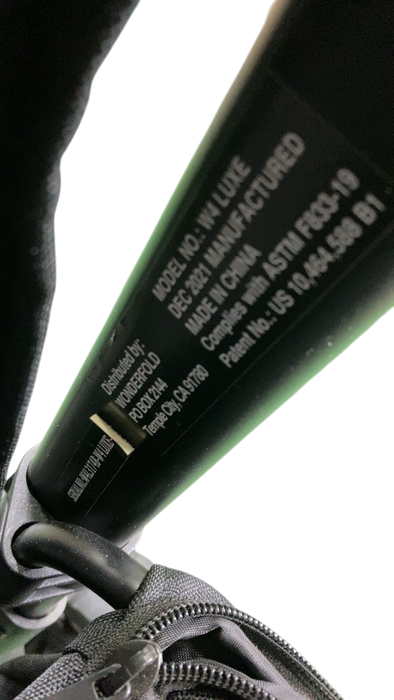 MODEL NO.: W4 LUXE
DEC 2021 MANUFACTURED
MADE IN CHINA
Complies with ASTM F833-19
Patent No.: US 10,464,588 B1
Distributed by:
WONDERFOLD
PO BOX 2144
Temple City, CA 91780